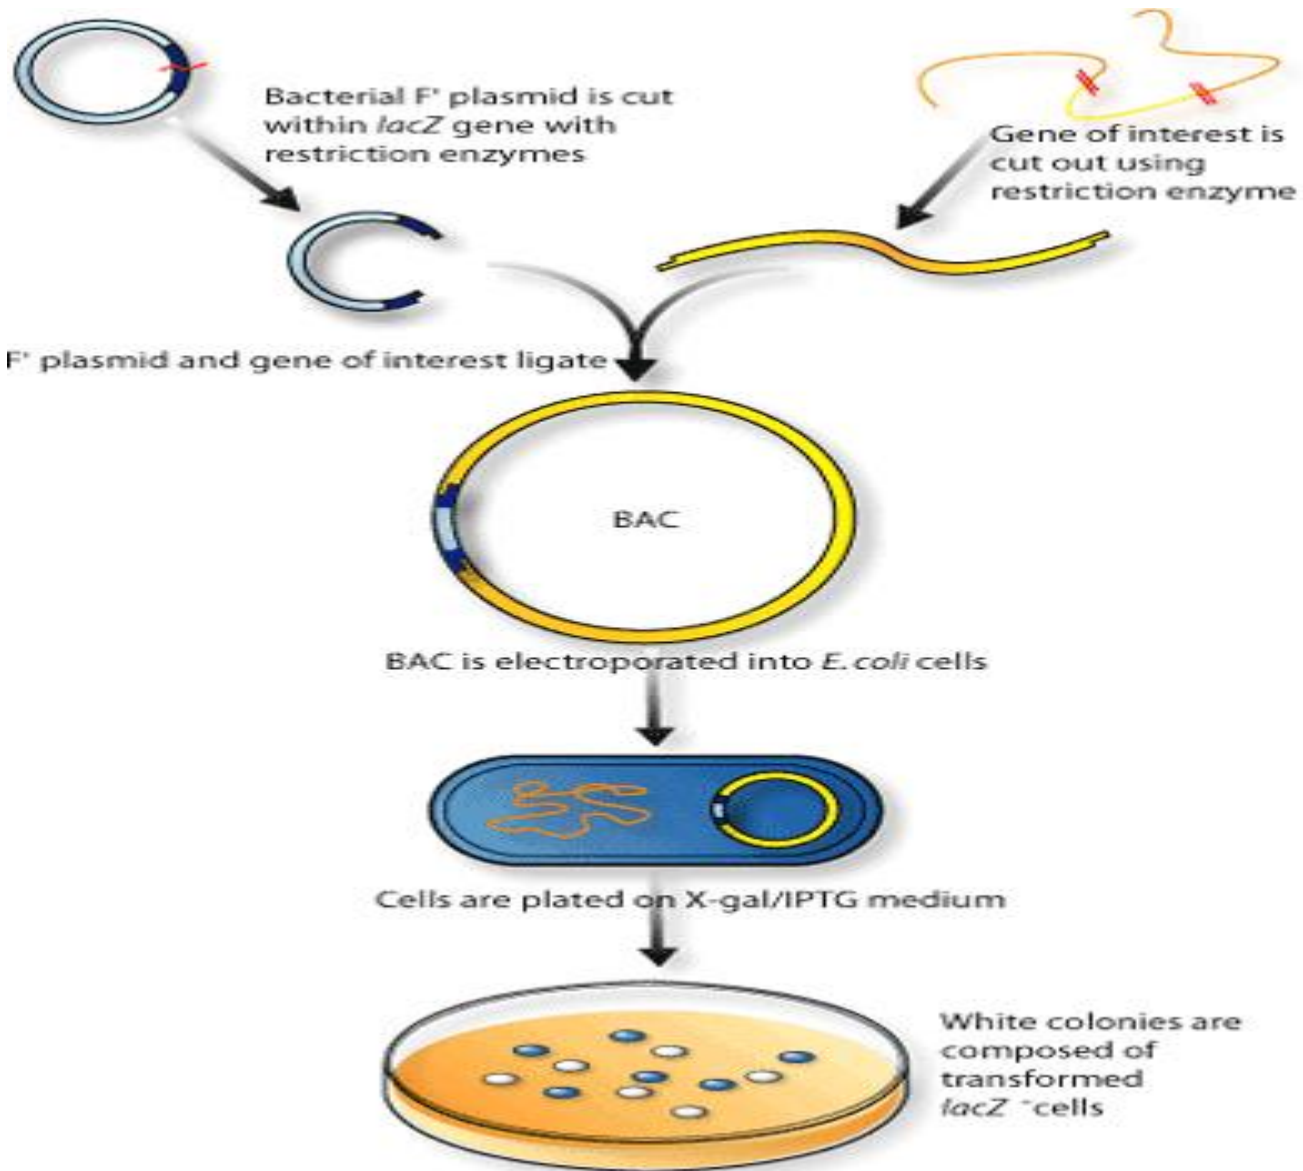 Bacterial F' plasmid is cut
within lacZ gene with
restriction enzymes
Gene of interest is
cut out using
restriction enzyme
F' plasmid and gene of interest ligate
BAC
BAC is electroporated into E. coli cells
Cells are plated on X-gal/IPTG medium
White colonies are
composed of
transformed
lacZ ⁻cells